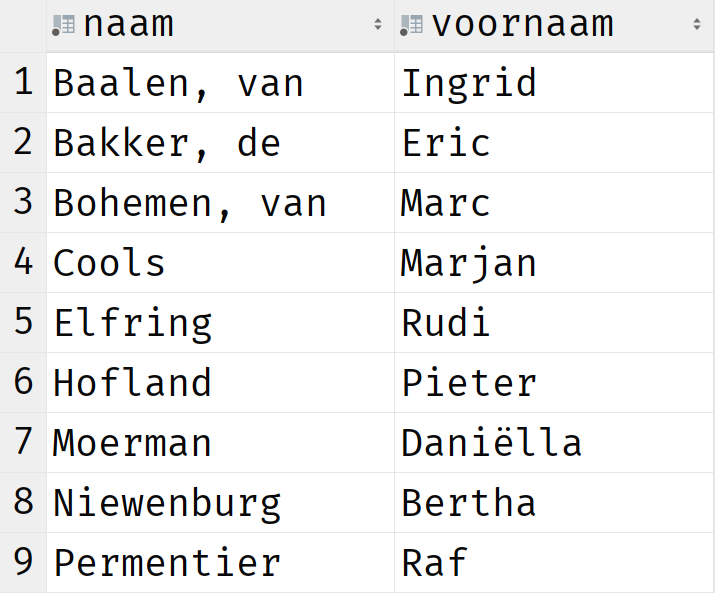 naam voornaam
1 Baalen, van Ingrid
2 Bakker, de Eric
3 Bohemen, van Marc
4 Cools Marjan
5 Elfring Rudi
6 Hofland Pieter
7 Moerman Daniëlla
8 Niewenburg Bertha
9 Permentier Raf